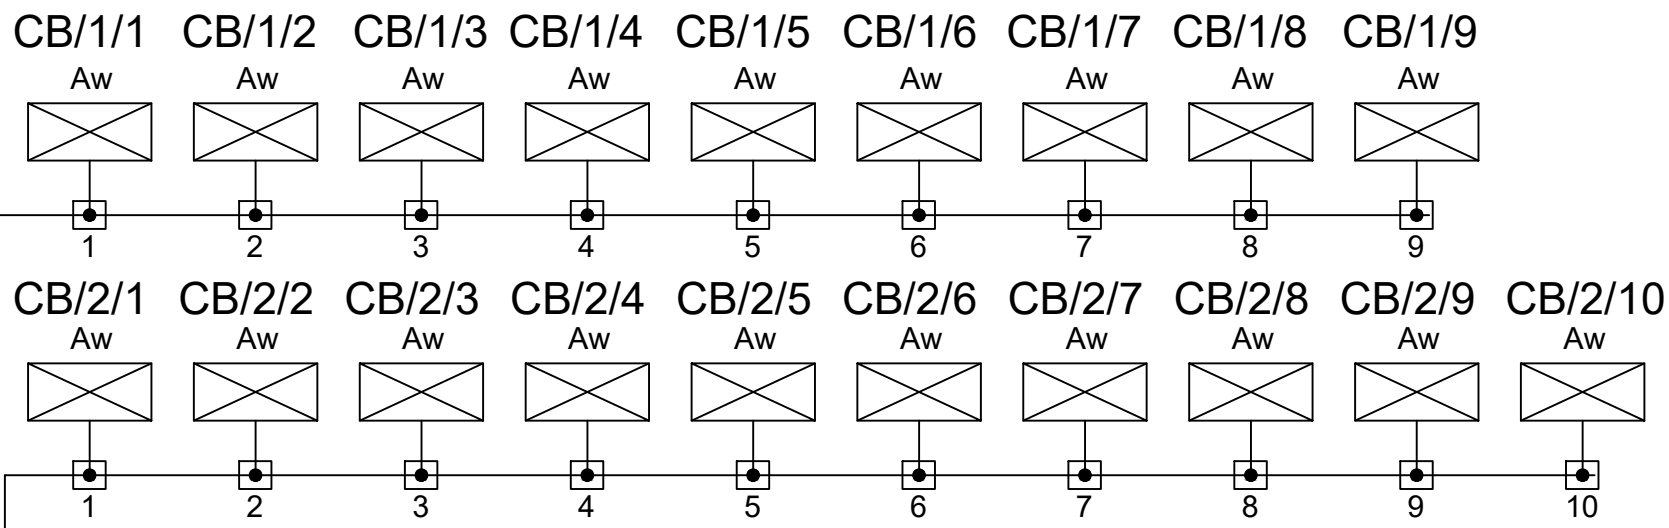 CB/1/1 CB/1/2 CB/1/3 CB/1/4 CB/1/5 CB/1/6 CB/1/7 CB/1/8 CB/1/9
Aw Aw Aw Aw Aw Aw Aw Aw Aw
1 2 3 4 5 6 7 8 9
CB/2/1 CB/2/2 CB/2/3 CB/2/4 CB/2/5 CB/2/6 CB/2/7 CB/2/8 CB/2/9 CB/2/10
Aw Aw Aw Aw Aw Aw Aw Aw Aw Aw
1 2 3 4 5 6 7 8 9 10